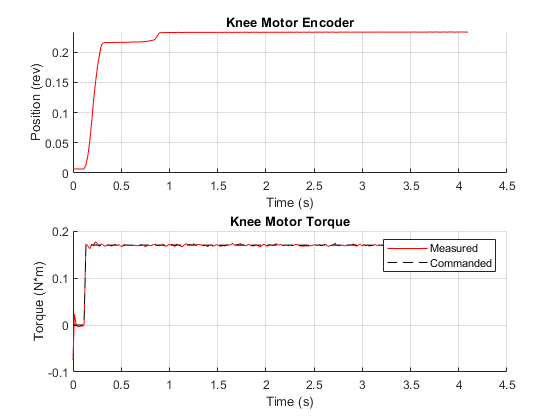 Knee Motor Encoder
Position (rev)
0.2
0.15
0.1
0.05
0
0 0.5 1 1.5 2 2.5 3 3.5 4 4.5
Time (s)
Knee Motor Torque
Torque (N*m)
0.2
0.1
0
-0.1
Measured
Commanded
0 0.5 1 1.5 2 2.5 3 3.5 4 4.5
Time (s)